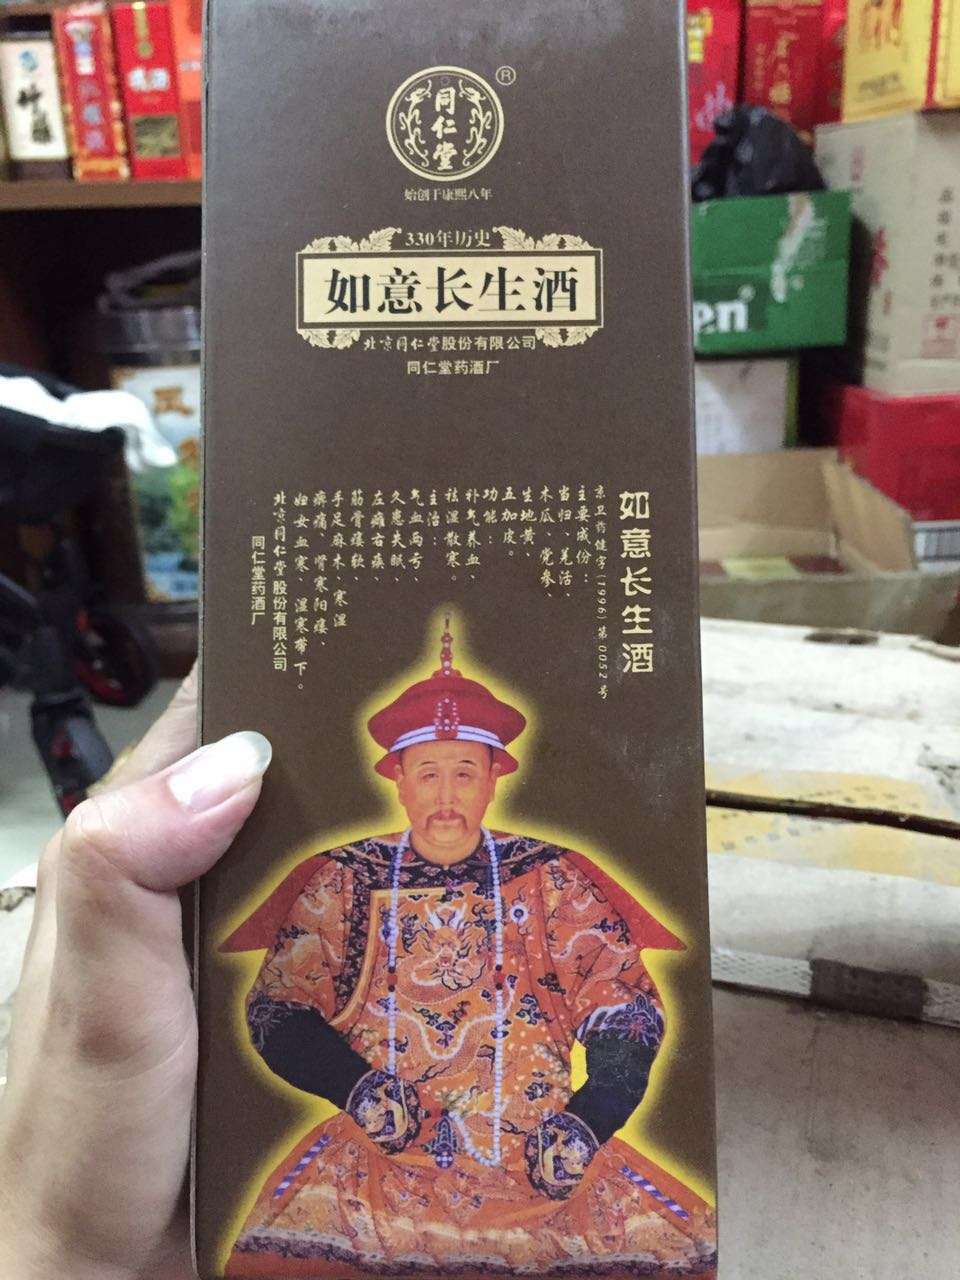 同仁堂
®
始创于康熙八年
330年历史
如意长生酒
北京同仁堂股份有限公司
同仁堂药酒厂
如意长生酒
京卫药健字(1996)第0052号
主要成份：
当归、羌活、
木瓜、党参、
生地黄、
五加皮。
功能：
补气养血、
祛湿散寒。
主治：
气血两亏、
久患失眠、
左瘫右痪、
筋骨痿软、
手足麻木、寒湿
痹痛、肾寒阳痿、
妇女血寒、湿寒带下。
北京同仁堂股份有限公司
同仁堂药酒厂
en